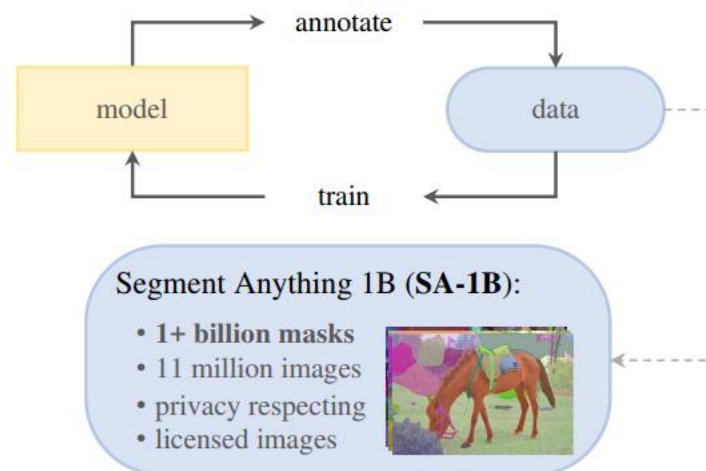 annotate
model
data
train
Segment Anything 1B (SA-1B):
• 1+ billion masks
• 11 million images
• privacy respecting
• licensed images